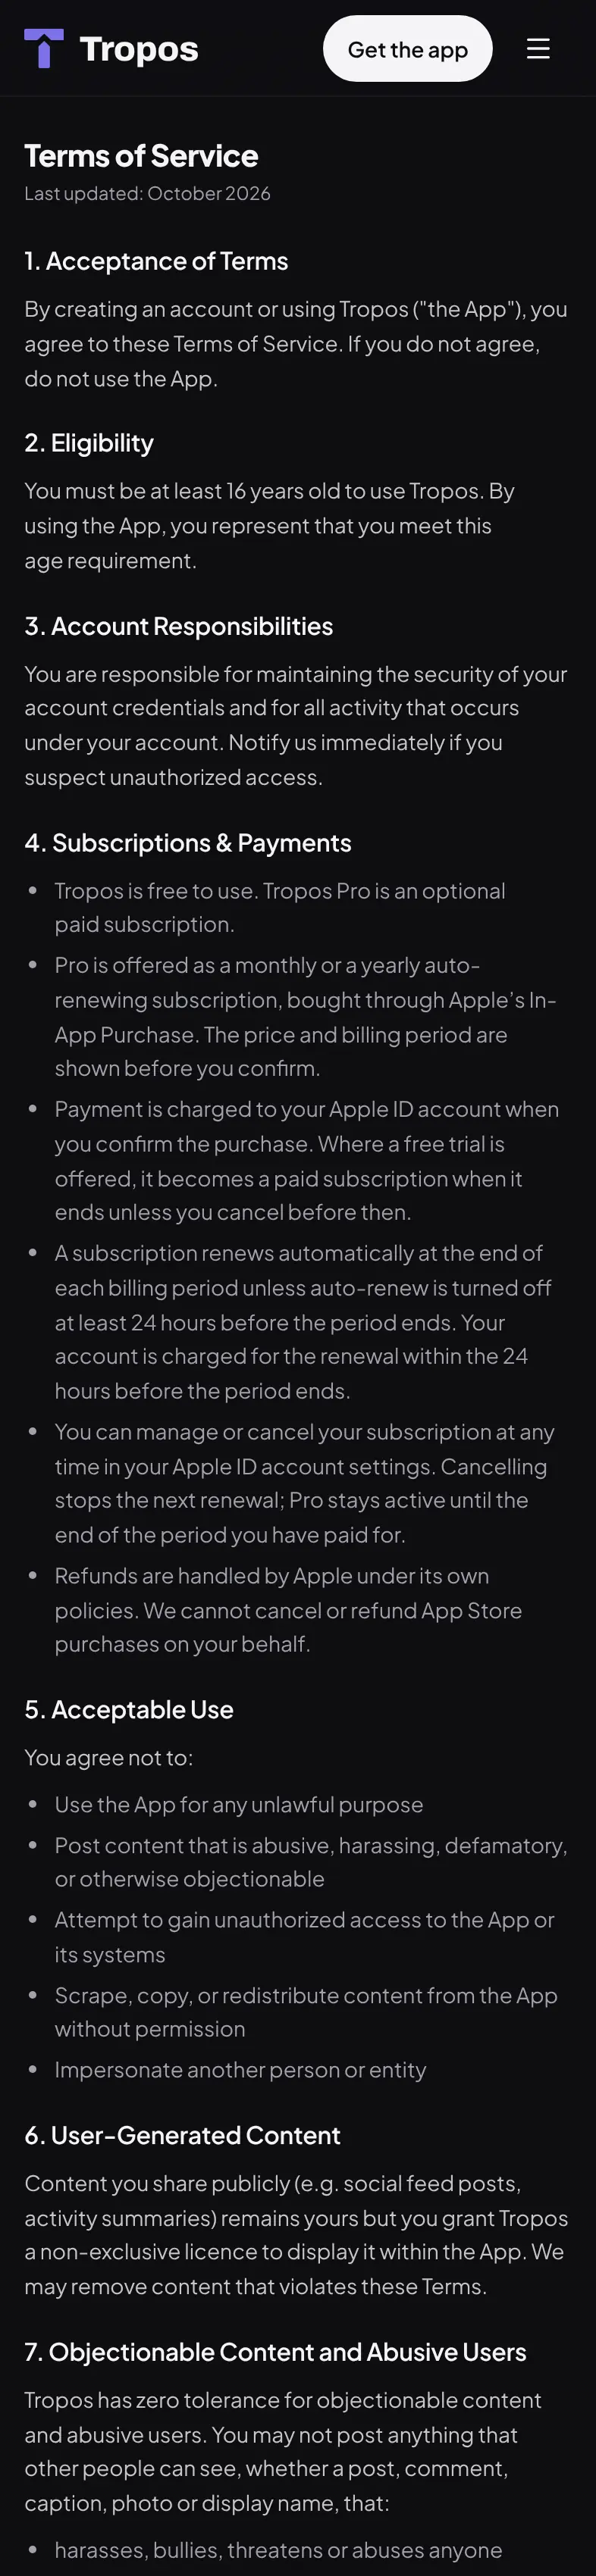 Tropos
Get the app
Terms of Service
Last updated: October 2026
1. Acceptance of Terms
By creating an account or using Tropos ("the App"), you
agree to these Terms of Service. If you do not agree,
do not use the App.
2. Eligibility
You must be at least 16 years old to use Tropos. By
using the App, you represent that you meet this
age requirement.
3. Account Responsibilities
You are responsible for maintaining the security of your
account credentials and for all activity that occurs
under your account. Notify us immediately if you
suspect unauthorized access.
4. Subscriptions & Payments
• Tropos is free to use. Tropos Pro is an optional
paid subscription.
• Pro is offered as a monthly or a yearly auto-
renewing subscription, bought through Apple’s In-
App Purchase. The price and billing period are
shown before you confirm.
• Payment is charged to your Apple ID account when
you confirm the purchase. Where a free trial is
offered, it becomes a paid subscription when it
ends unless you cancel before then.
• A subscription renews automatically at the end of
each billing period unless auto-renew is turned off
at least 24 hours before the period ends. Your
account is charged for the renewal within the 24
hours before the period ends.
• You can manage or cancel your subscription at any
time in your Apple ID account settings. Cancelling
stops the next renewal; Pro stays active until the
end of the period you have paid for.
• Refunds are handled by Apple under its own
policies. We cannot cancel or refund App Store
purchases on your behalf.
5. Acceptable Use
You agree not to:
• Use the App for any unlawful purpose
• Post content that is abusive, harassing, defamatory,
or otherwise objectionable
• Attempt to gain unauthorized access to the App or
its systems
• Scrape, copy, or redistribute content from the App
without permission
• Impersonate another person or entity
6. User-Generated Content
Content you share publicly (e.g. social feed posts,
activity summaries) remains yours but you grant Tropos
a non-exclusive licence to display it within the App. We
may remove content that violates these Terms.
7. Objectionable Content and Abusive Users
Tropos has zero tolerance for objectionable content
and abusive users. You may not post anything that
other people can see, whether a post, comment,
caption, photo or display name, that:
• harasses, bullies, threatens or abuses anyone